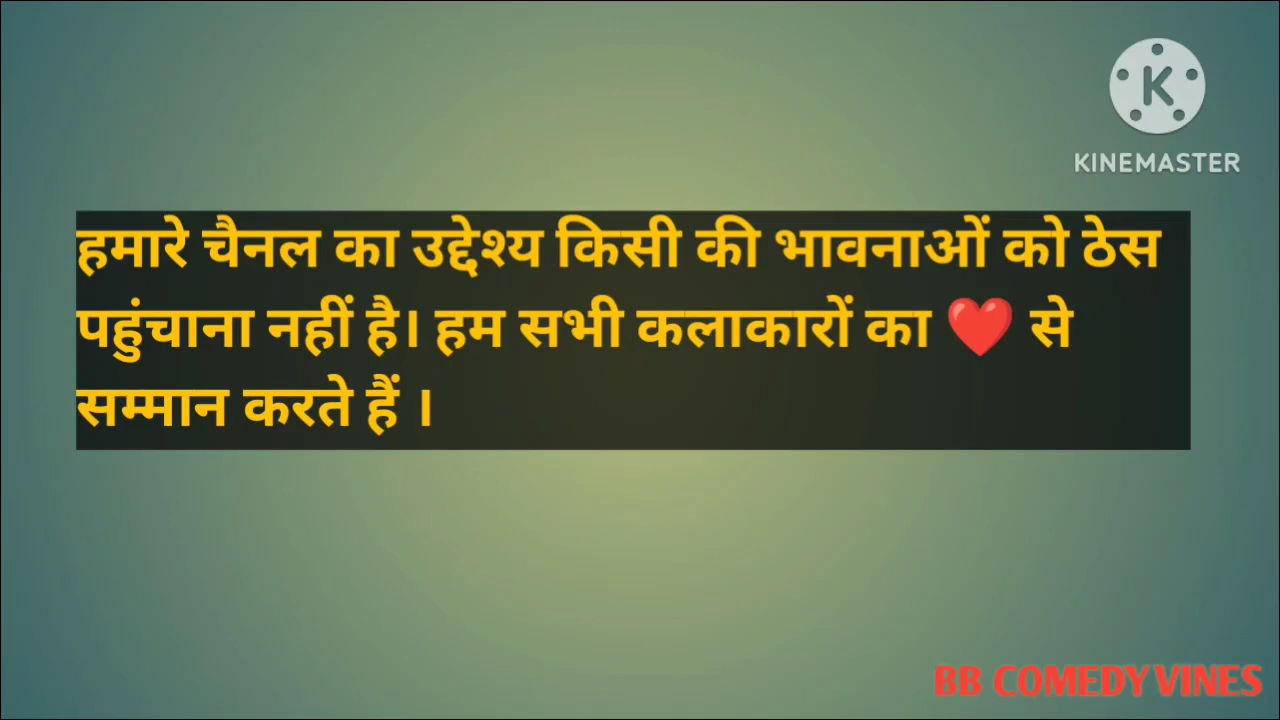 K
KINEMASTER
हमारे चैनल का उद्देश्य किसी की भावनाओं को ठेस
पहुंचाना नहीं है। हम सभी कलाकारों का ❤️ से
सम्मान करते हैं ।
BB COMEDY VINES